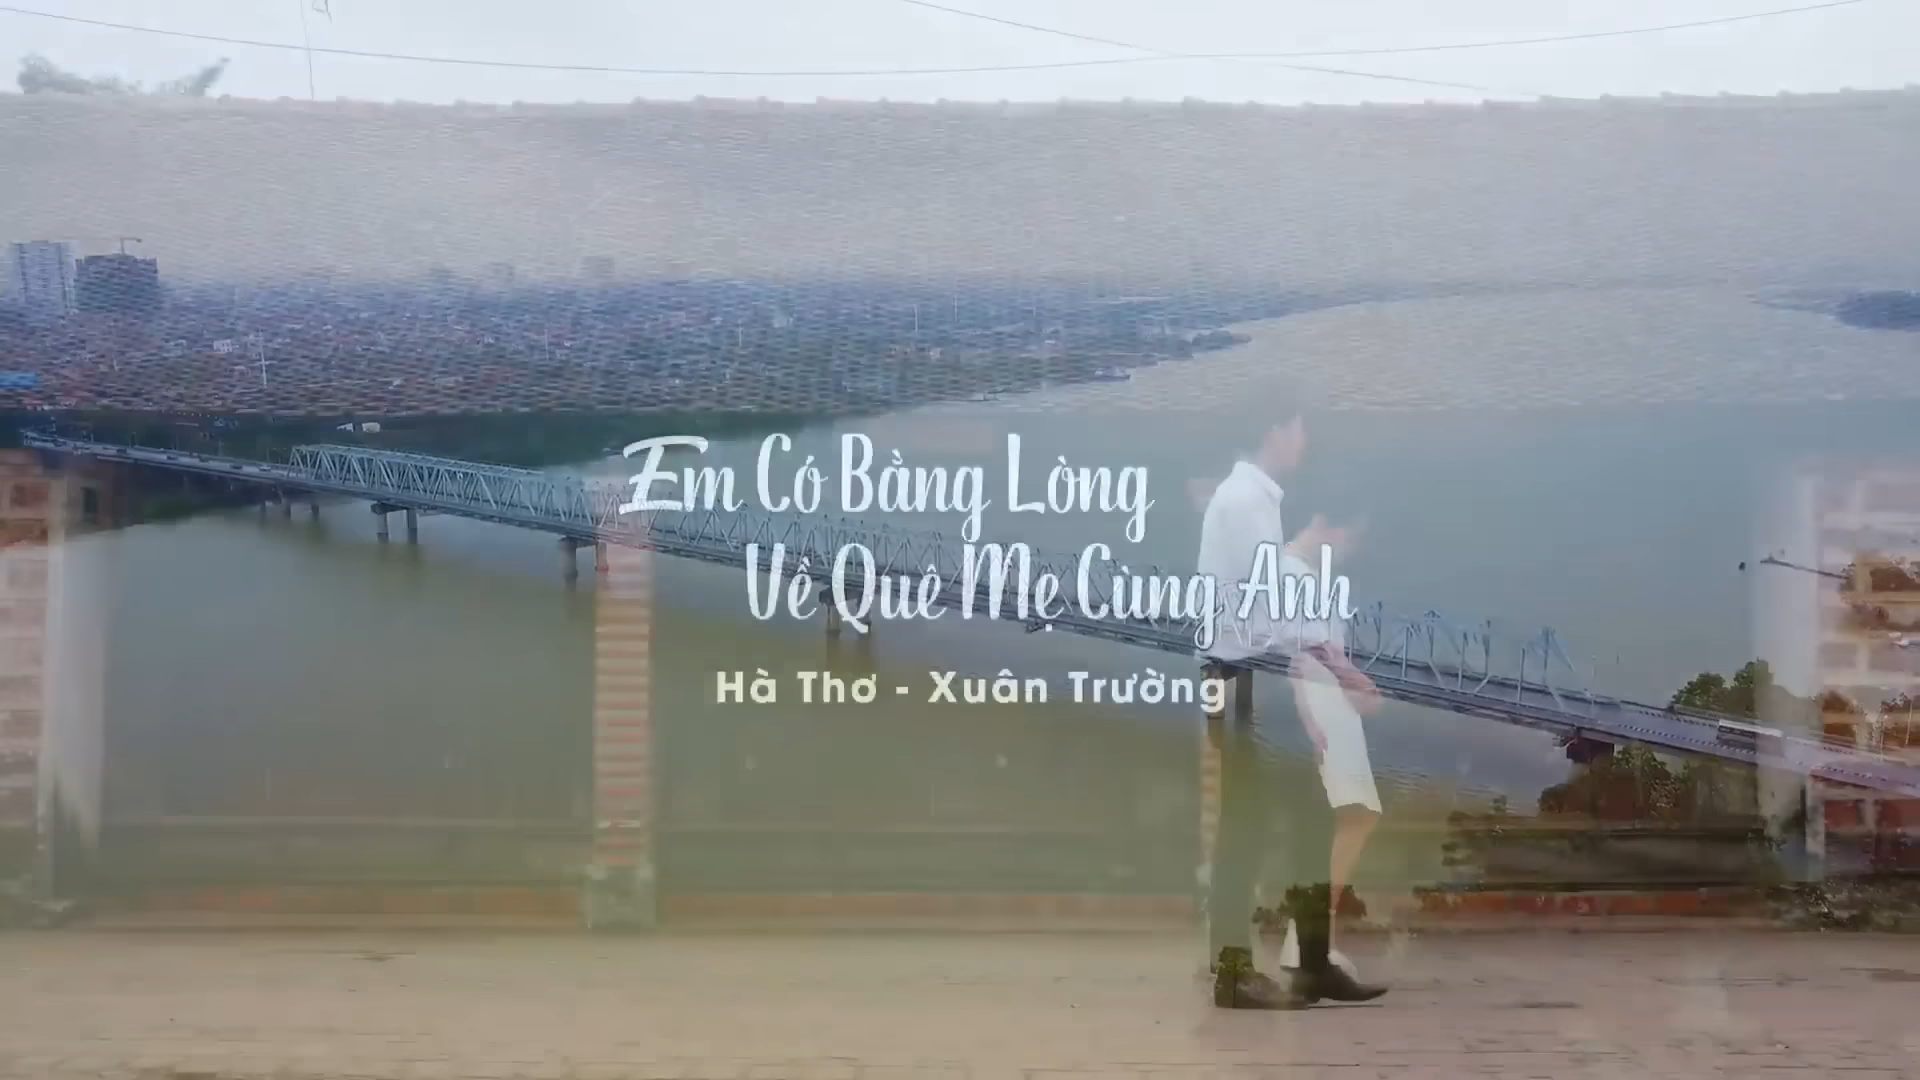 Em Có Bằng Lòng
Về Quê Mẹ Cùng Anh
Hà Thơ - Xuân Trường